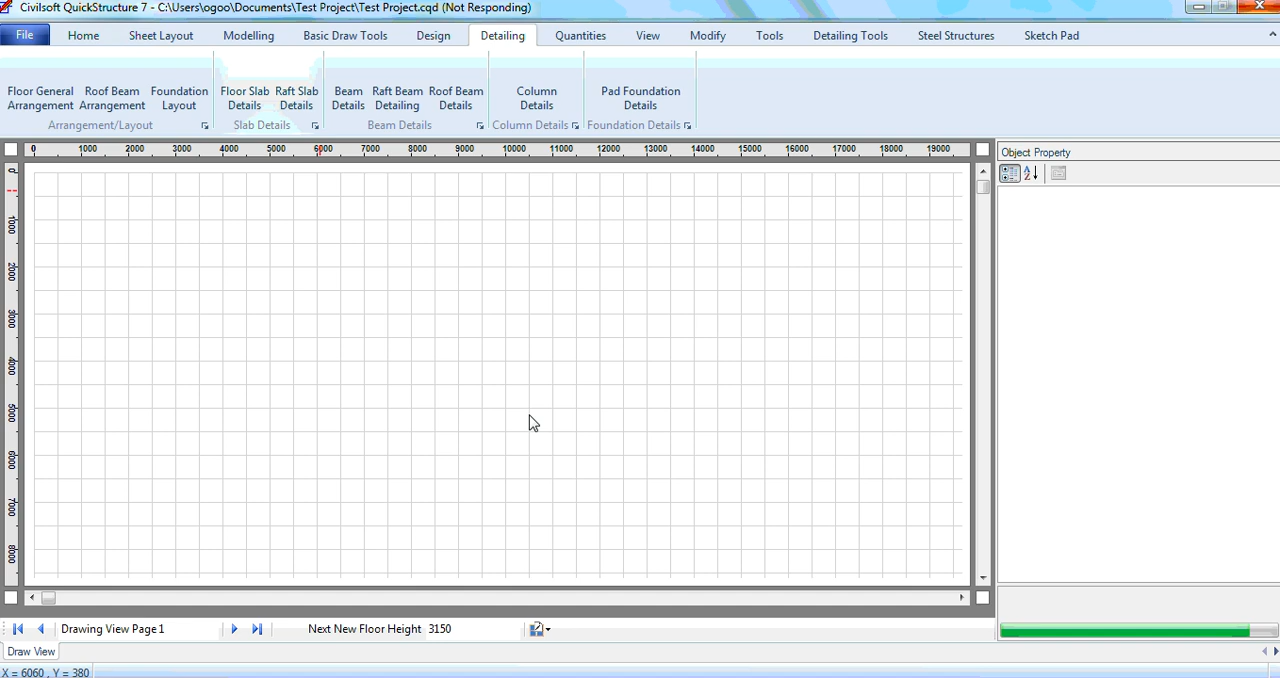 Civilsoft QuickStructure 7 - C:\Users\ogoo\Documents\Test Project\Test Project.cqd (Not Responding)
File Home Sheet Layout Modelling Basic Draw Tools Design Detailing Quantities View Modify Tools Detailing Tools Steel Structures Sketch Pad
Floor General Roof Beam Foundation Floor Slab Raft Slab Beam Raft Beam Roof Beam Column Pad Foundation
Arrangement Arrangement Layout Details Details Details Detailing Details Details Details
Arrangement/Layout Slab Details Beam Details Column Details Foundation Details
0 1000 2000 3000 4000 5000 6000 7000 8000 9000 10000 11000 12000 13000 14000 15000 16000 17000 18000 19000
Object Property
0
1000
2000
3000
4000
5000
6000
7000
8000
Drawing View Page1 Next New Floor Height 3150
Draw View
X = 6060 , Y = 380